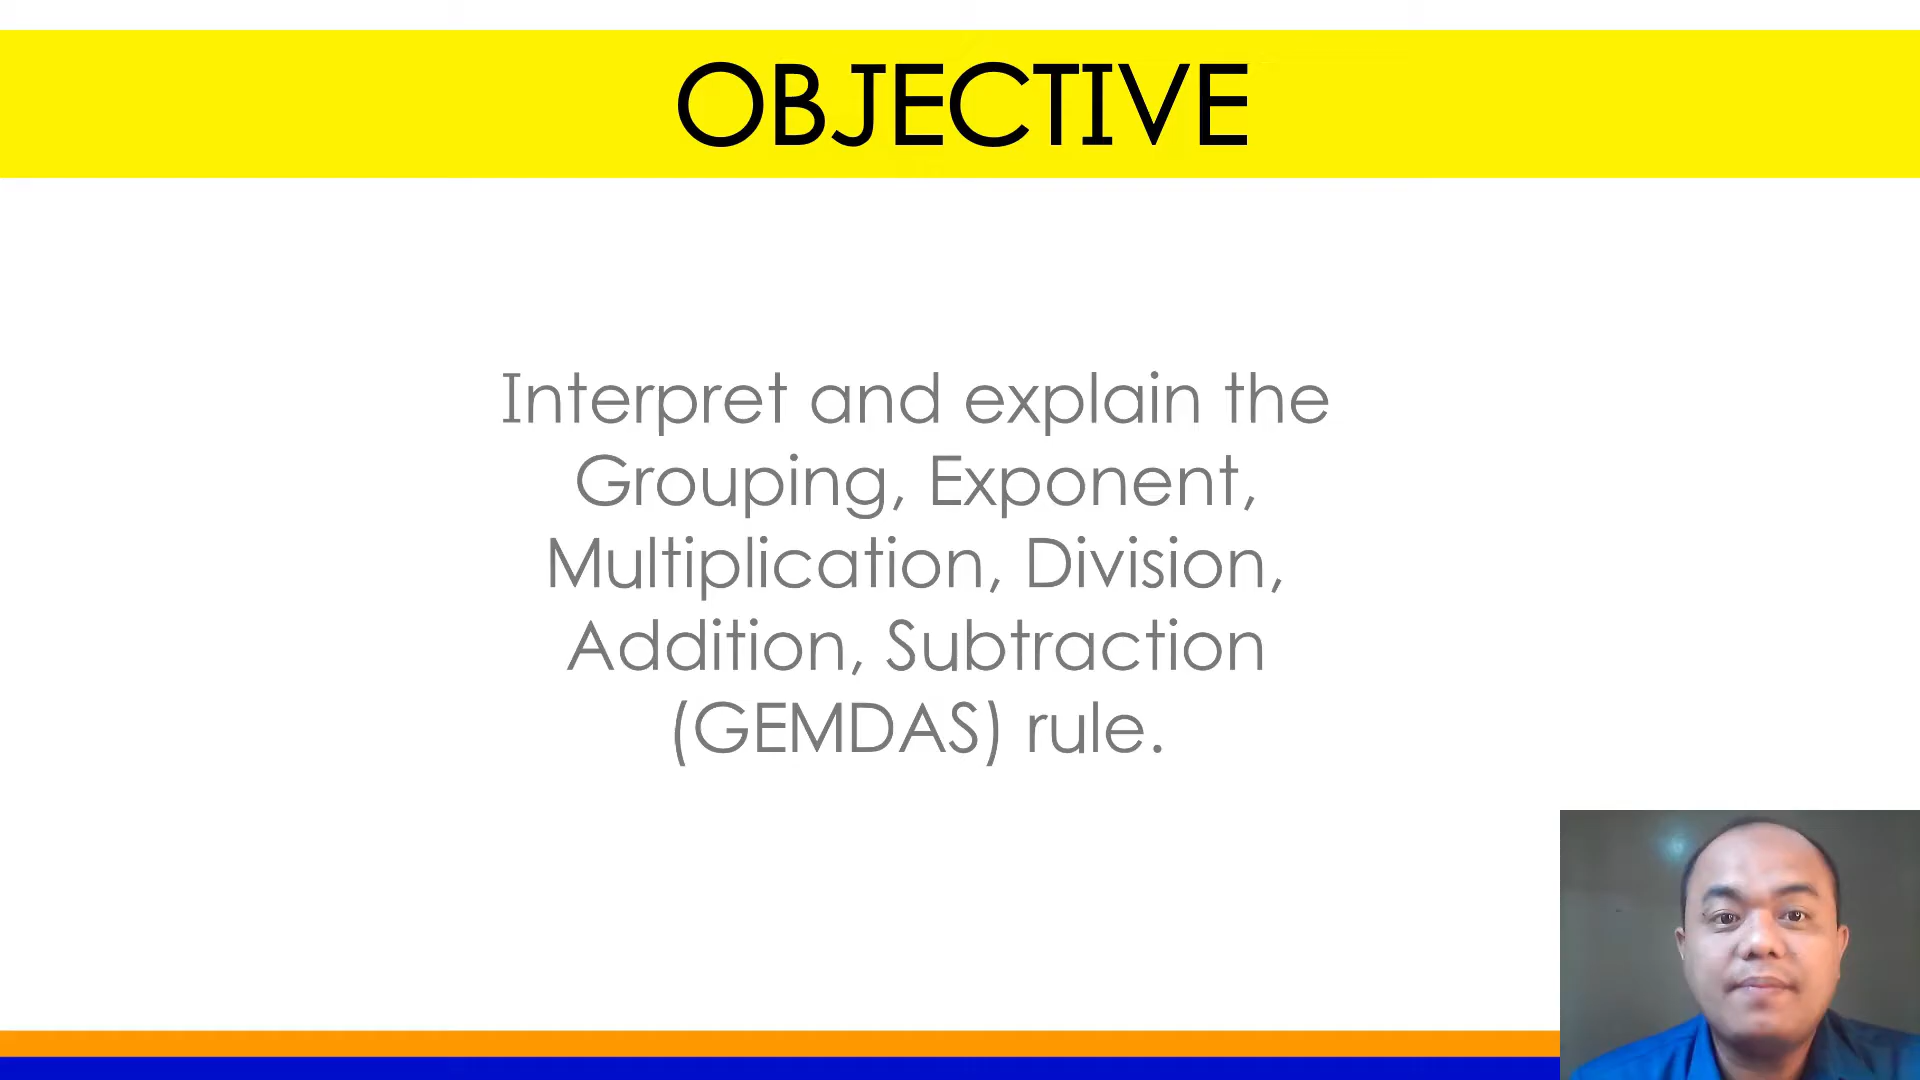 OBJECTIVE
Interpret and explain the
Grouping, Exponent,
Multiplication, Division,
Addition, Subtraction
(GEMDAS) rule.